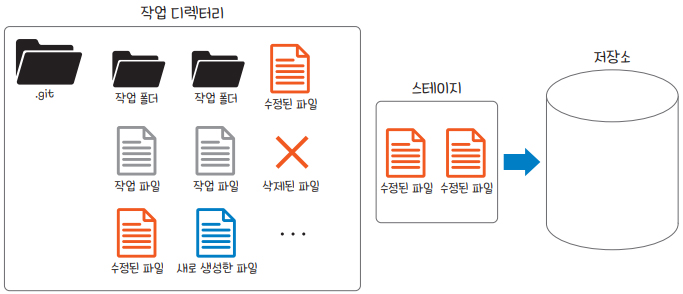 작업 디렉터리
.git
작업 폴더
작업 폴더
수정된 파일
작업 파일
작업 파일
삭제된 파일
수정된 파일
새로 생성한 파일
...
스테이지
수정된 파일
수정된 파일
저장소